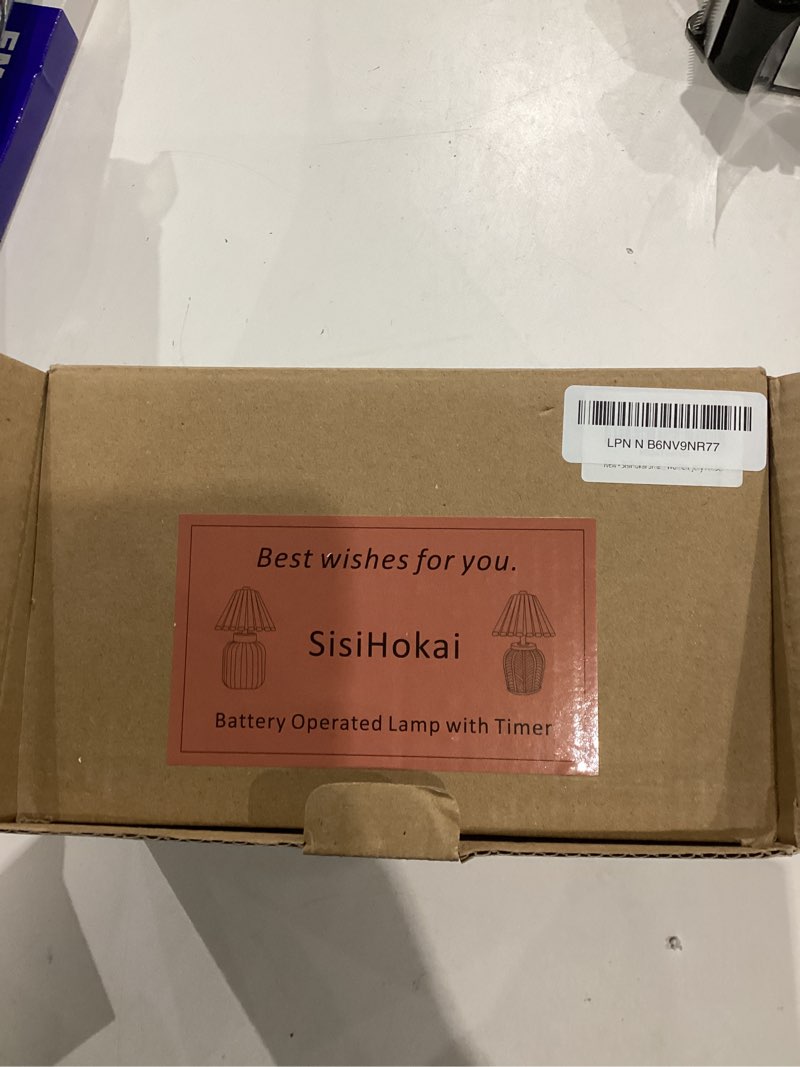 LPN N B6NV9NR77
Best wishes for you.
SisiHokai
Battery Operated Lamp with Timer